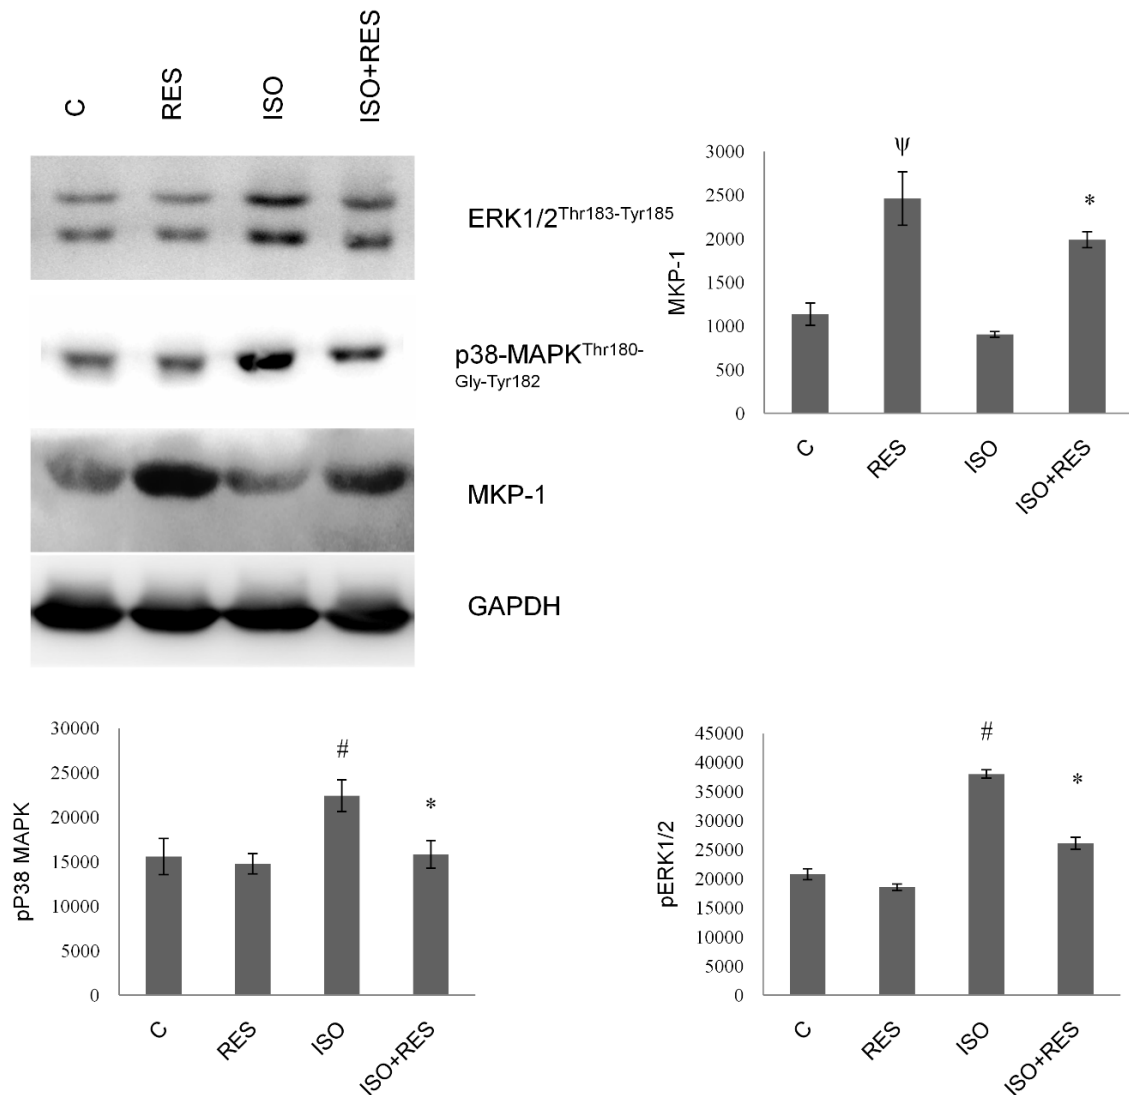 C
RES
ISO
ISO+RES
ERK1/2Thr183-Tyr185
p38-MAPKThr180-
Gly-Tyr182
MKP-1
GAPDH
MKP-1
3000
2500
2000
1500
1000
500
0
ψ
*
C
RES
ISO
ISO+RES
pP38 MAPK
30000
25000
20000
15000
10000
5000
0
#
*
C
RES
ISO
ISO+RES
pERK1/2
45000
40000
35000
30000
25000
20000
15000
10000
5000
0
#
*
C
RES
ISO
ISO+RES